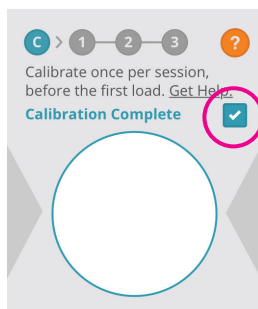 C > 1 2 3 ?
Calibrate once per session,
before the first load. Get Help.
Calibration Complete